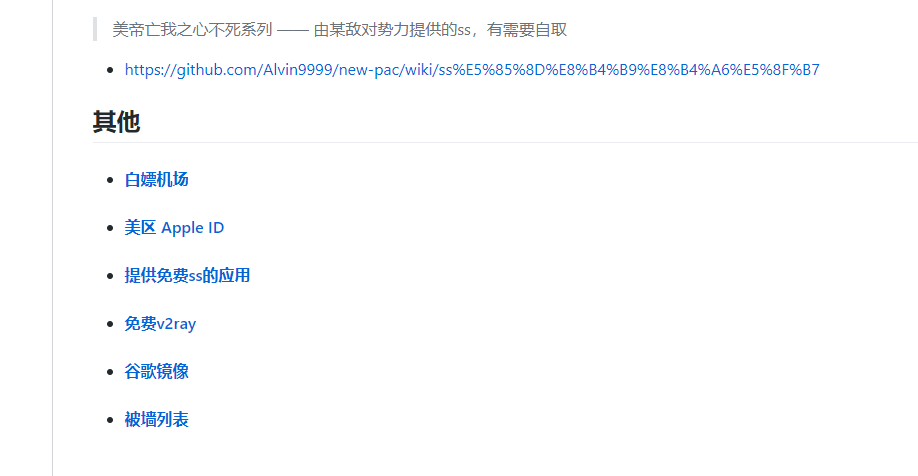 美帝亡我之心不死系列 —— 由某敌对势力提供的ss，有需要自取
https://github.com/Alvin9999/new-pac/wiki/ss%E5%85%8D%E8%B4%B9%E8%B4%A6%E5%8F%B7
其他
白嫖机场
美区 Apple ID
提供免费ss的应用
免费v2ray
谷歌镜像
被墙列表